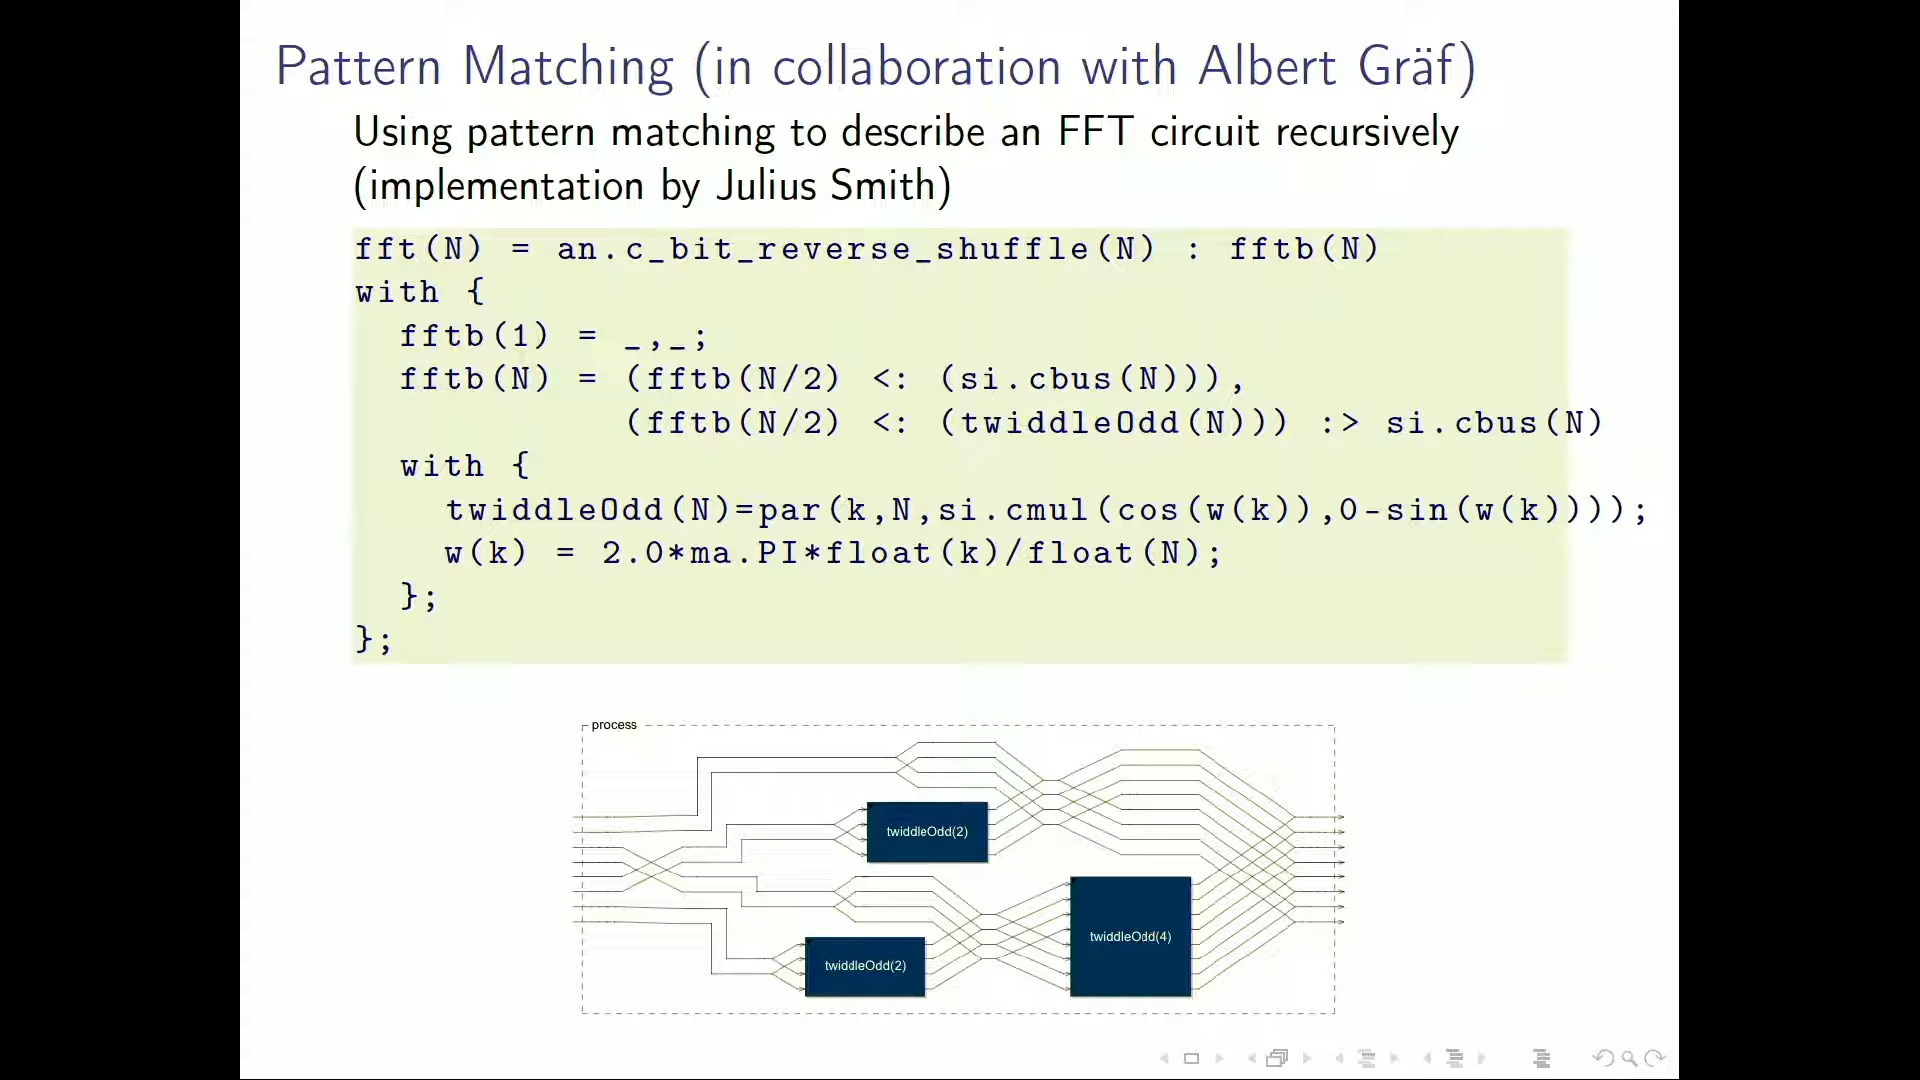 Pattern Matching (in collaboration with Albert Gräf)
Using pattern matching to describe an FFT circuit recursively
(implementation by Julius Smith)
fft(N) = an.c_bit_reverse_shuffle(N) : fftb(N)
with {
  fftb(1) = _,_;
  fftb(N) = (fftb(N/2) <: (si.cbus(N))),
            (fftb(N/2) <: (twiddleOdd(N))) :> si.cbus(N)
  with {
    twiddleOdd(N)=par(k,N,si.cmul(cos(w(k)),0-sin(w(k))));
    w(k) = 2.0*ma.PI*float(k)/float(N);
  };
};
process
twiddleOdd(2)
twiddleOdd(4)
twiddleOdd(2)